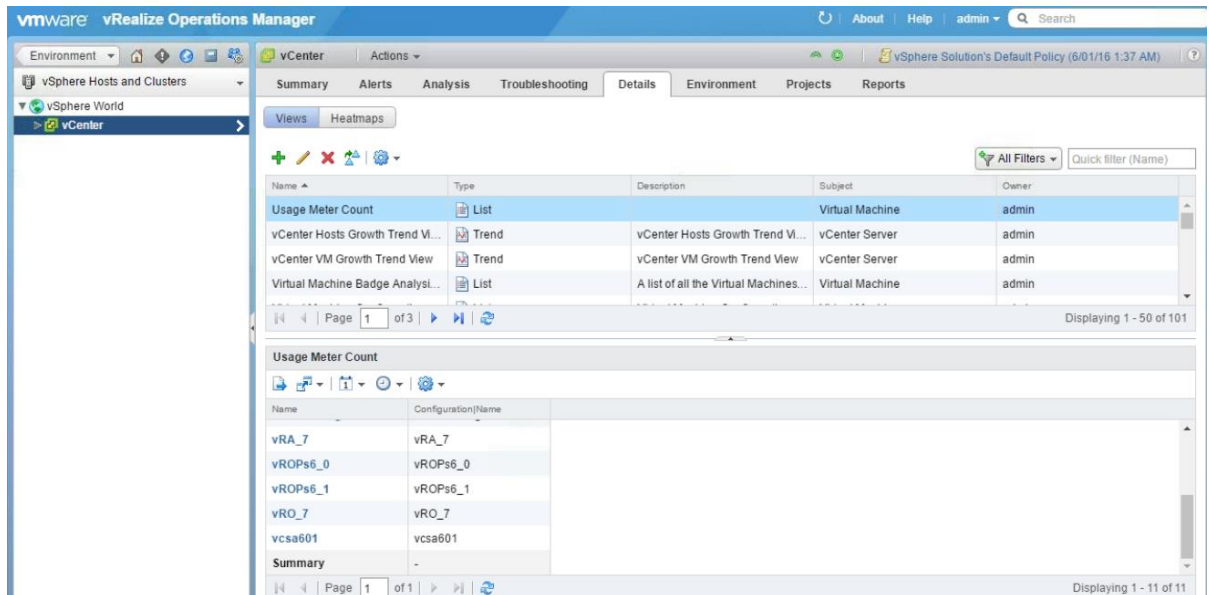 vmware vRealize Operations Manager About Help admin Search
Environment vCenter Actions vSphere Solution's Default Policy (6/01/16 1:37 AM) ?
vSphere Hosts and Clusters Summary Alerts Analysis Troubleshooting Details Environment Projects Reports
vSphere World
vCenter Views Heatmaps
All Filters Quick filter (Name)
Name Type Description Subject Owner
Usage Meter Count List Virtual Machine admin
vCenter Hosts Growth Trend Vi... Trend vCenter Hosts Growth Trend Vi... vCenter Server admin
vCenter VM Growth Trend View Trend vCenter VM Growth Trend View vCenter Server admin
Virtual Machine Badge Analysi... List A list of all the Virtual Machines... Virtual Machine admin
Page 1 of 3 Displaying 1 - 50 of 101
Usage Meter Count
1
Name Configuration|Name
vRA_7 vRA_7
vROPs6_0 vROPs6_0
vROPs6_1 vROPs6_1
vRO_7 vRO_7
vcsa601 vcsa601
Summary -
Page 1 of 1 Displaying 1 - 11 of 11